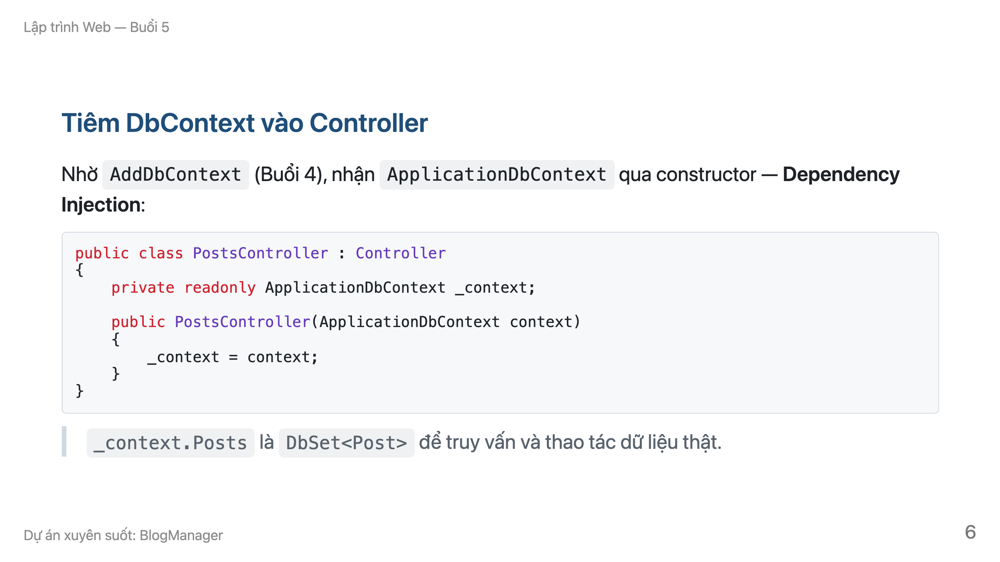 Lập trình Web — Buổi 5
Tiêm DbContext vào Controller
Nhờ AddDbContext (Buổi 4), nhận ApplicationDbContext qua constructor — Dependency
Injection:
public class PostsController : Controller
{
    private readonly ApplicationDbContext _context;

    public PostsController(ApplicationDbContext context)
    {
        _context = context;
    }
}
_context.Posts là DbSet<Post> để truy vấn và thao tác dữ liệu thật.
Dự án xuyên suốt: BlogManager
6